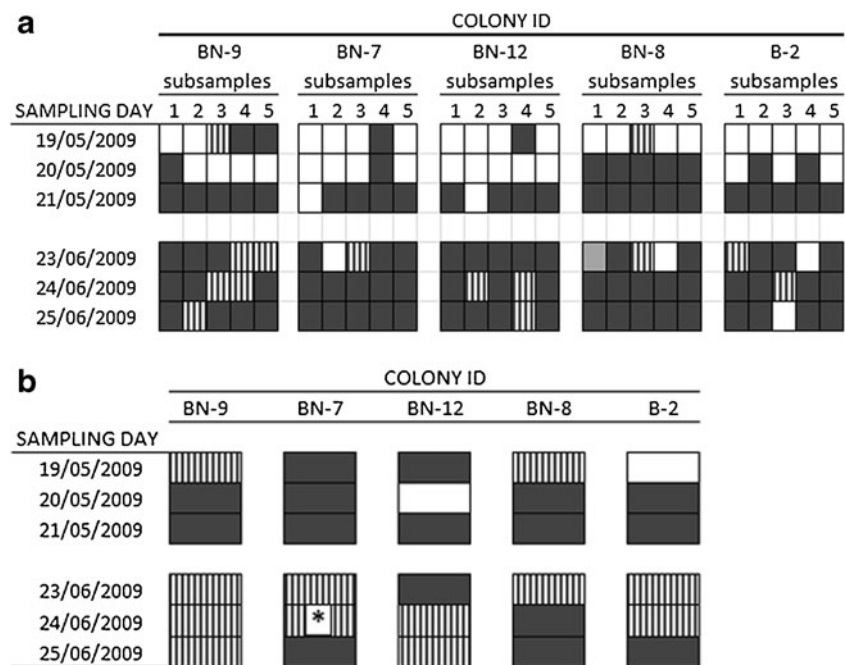 a
COLONY ID
BN-9 BN-7 BN-12 BN-8 B-2
subsamples subsamples subsamples subsamples subsamples
SAMPLING DAY 1 2 3 4 5 1 2 3 4 5 1 2 3 4 5 1 2 3 4 5 1 2 3 4 5
19/05/2009
20/05/2009
21/05/2009
23/06/2009
24/06/2009
25/06/2009
b
COLONY ID
BN-9 BN-7 BN-12 BN-8 B-2
SAMPLING DAY
19/05/2009
20/05/2009
21/05/2009
23/06/2009
24/06/2009 *
25/06/2009